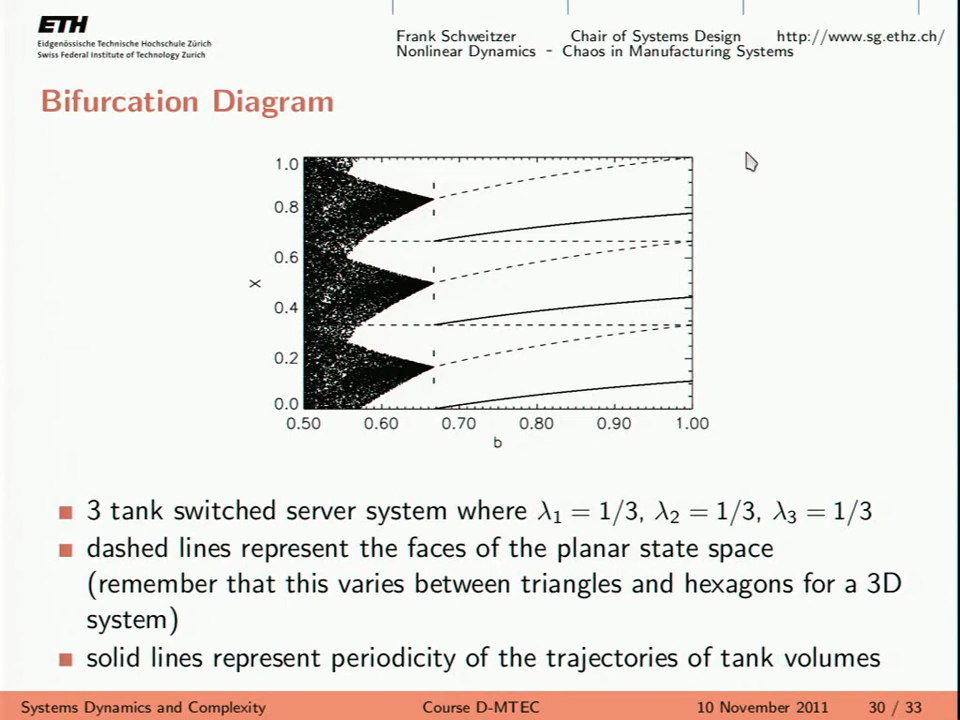 ETH
Eidgenössische Technische Hochschule Zürich
Swiss Federal Institute of Technology Zurich
Frank Schweitzer Chair of Systems Design http://www.sg.ethz.ch/
Nonlinear Dynamics - Chaos in Manufacturing Systems
Bifurcation Diagram
1.0
0.8
0.6
X
0.4
0.2
0.0
0.50 0.60 0.70 0.80 0.90 1.00
b
3 tank switched server system where λ₁ = 1/3, λ₂ = 1/3, λ₃ = 1/3
dashed lines represent the faces of the planar state space
(remember that this varies between triangles and hexagons for a 3D
system)
solid lines represent periodicity of the trajectories of tank volumes
Systems Dynamics and Complexity Course D-MTEC 10 November 2011 30 / 33